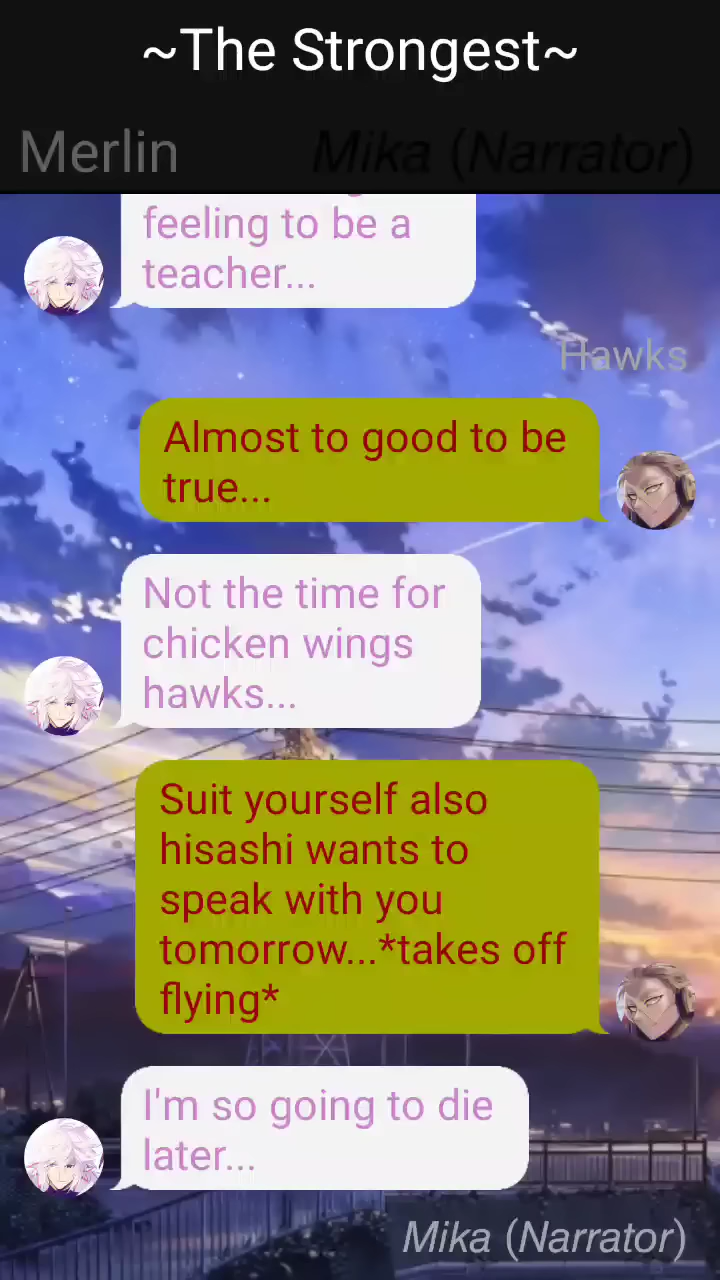 ~The Strongest~
Merlin
Mika (Narrator)
feeling to be a
teacher...
Hawks
Almost to good to be
true...
Not the time for
chicken wings
hawks...
Suit yourself also
hisashi wants to
speak with you
tomorrow...*takes off
flying*
I'm so going to die
later...
Mika (Narrator)